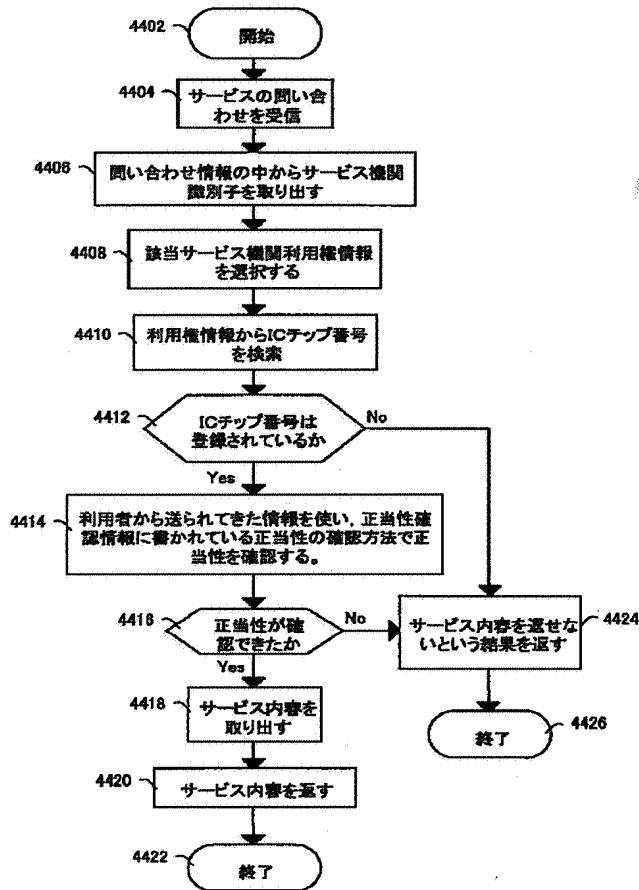 4402
開始
4404
サービスの問い合
わせを受信
4406
問い合わせ情報の中からサービス機関
識別子を取り出す
4408
該当サービス機関利用権情報
を選択する
4410
利用権情報からICチップ番号
を検索
4412
ICチップ番号は
登録されているか
No
Yes
4414
利用者から送られてきた情報を使い、正当性確
認情報に書かれている正当性の確認方法で正
当性を確認する。
4416
正当性が確
認できたか
No
Yes
サービス内容を返せな
いという結果を返す
4424
4418
サービス内容を
取り出す
終了
4426
4420
サービス内容を返す
4422
終了